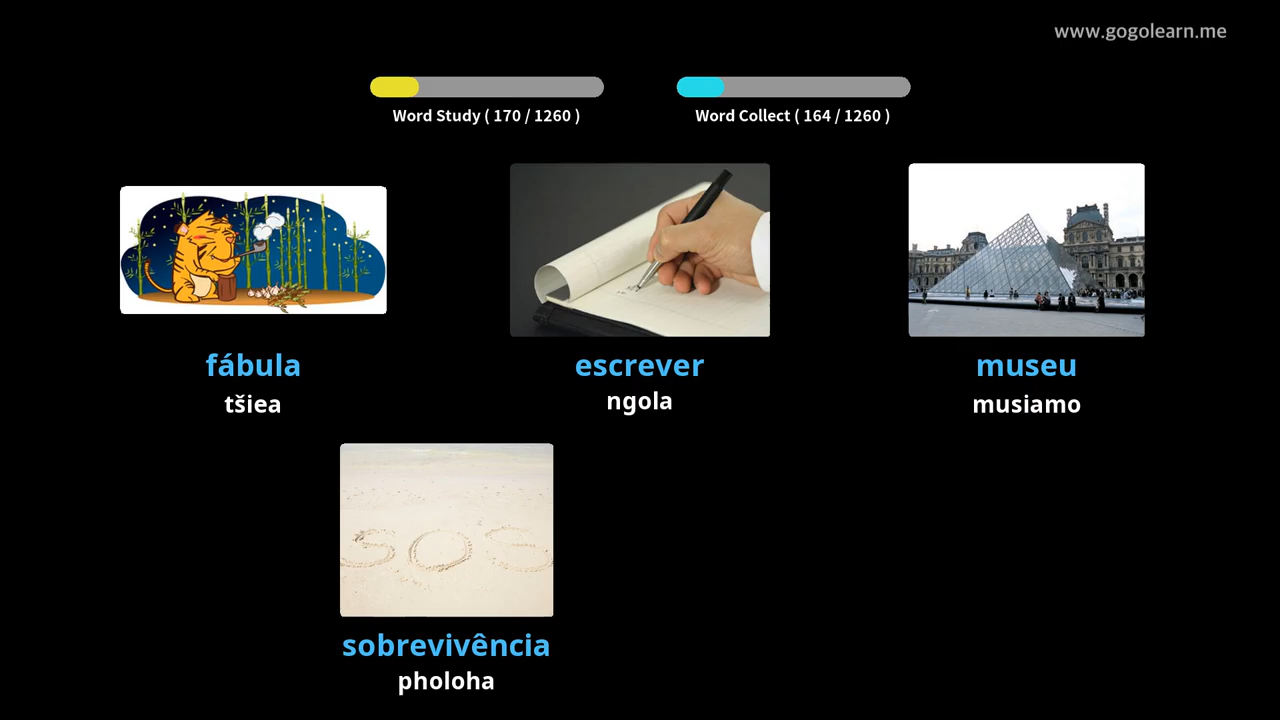 www.gogolearn.me
Word Study ( 170 / 1260 )
Word Collect ( 164 / 1260 )
fábula
tšiea
escrever
ngola
museu
musiamo
SOS
sobrevivência
pholoha